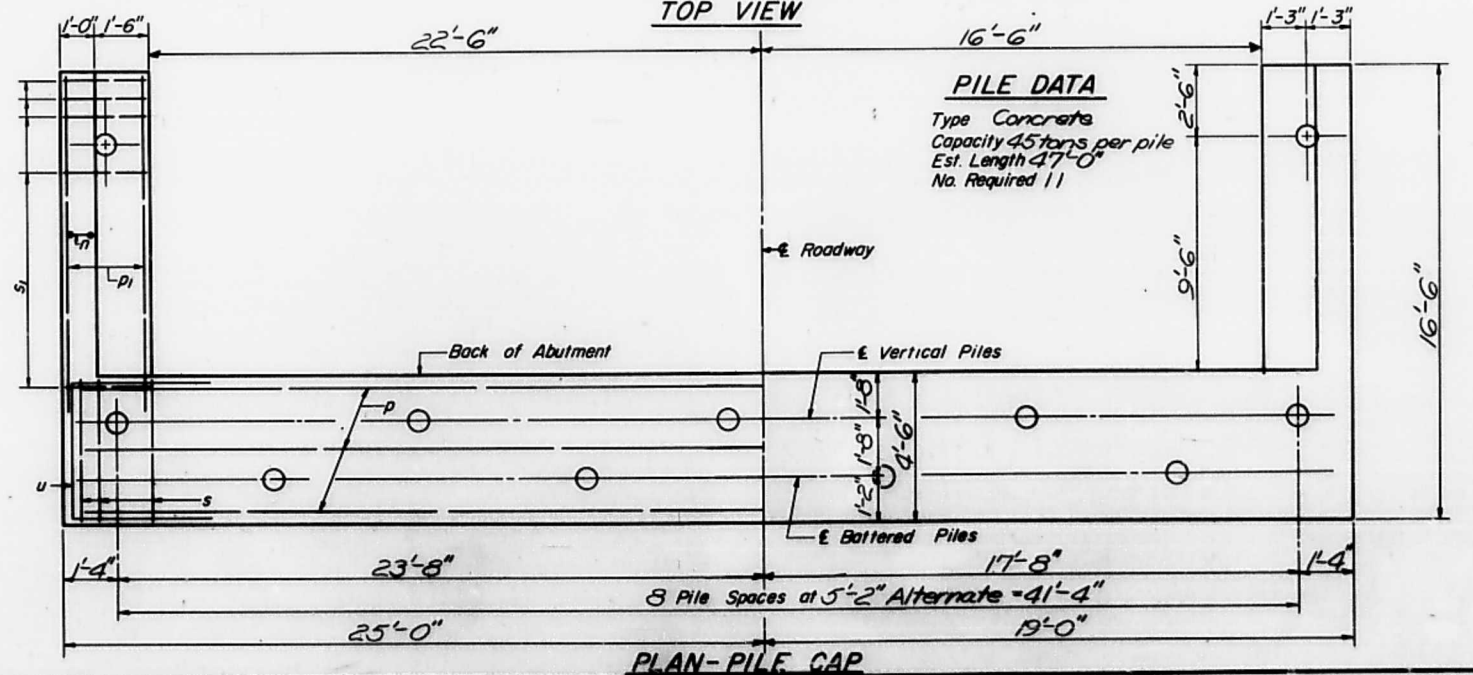 TOP VIEW
1'-0" 1'-6"
22'-6"
16'-6"
1'-3" 1'-3"
PILE DATA
Type Concrete
Capacity 45 tons per pile
Est. Length 47'-0"
No. Required 11
2'-6"
9'-6"
16'-6"
℄ Roadway
n
p₁
s₁
Back of Abutment
℄ Vertical Piles
p
1'-8"
1'-8"
1'-2"
4'-6"
u
s
℄ Battered Piles
1'-4"
23'-8"
17'-8"
1'-4"
8 Pile Spaces at 5'-2" Alternate = 41'-4"
25'-0"
19'-0"
PLAN-PILE CAP